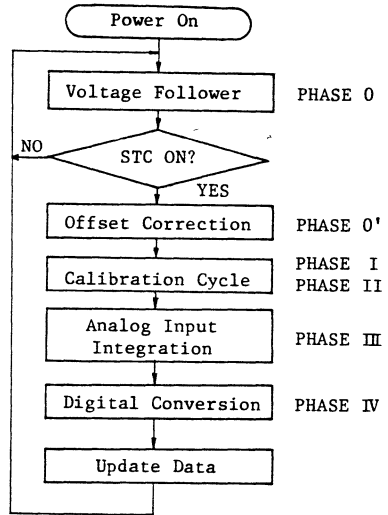 Power On
Voltage Follower PHASE 0
NO
STC ON?
YES
Offset Correction PHASE 0'
Calibration Cycle PHASE I
PHASE II
Analog Input
Integration PHASE III
Digital Conversion PHASE IV
Update Data